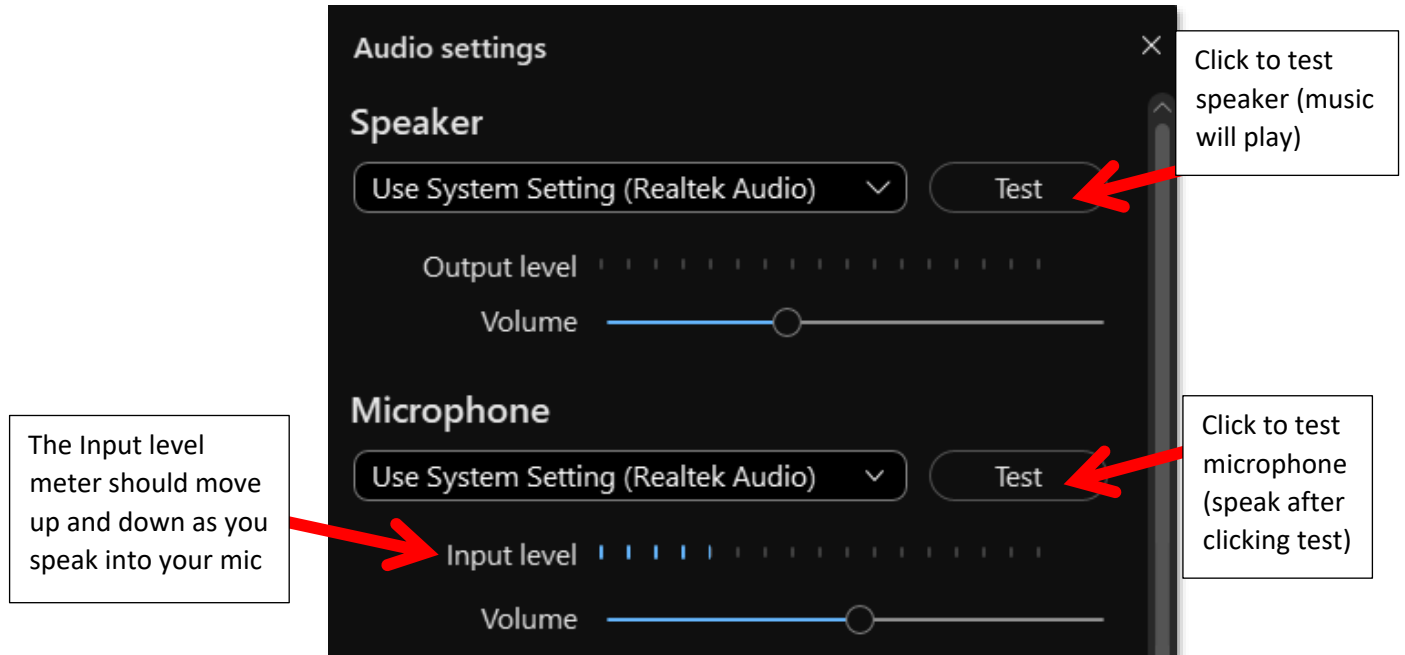 Audio settings
Click to test
speaker (music
will play)
Speaker
Use System Setting (Realtek Audio)
Test
Output level
Volume
Microphone
The Input level
meter should move
up and down as you
speak into your mic
Click to test
microphone
(speak after
clicking test)
Use System Setting (Realtek Audio)
Test
Input level
Volume